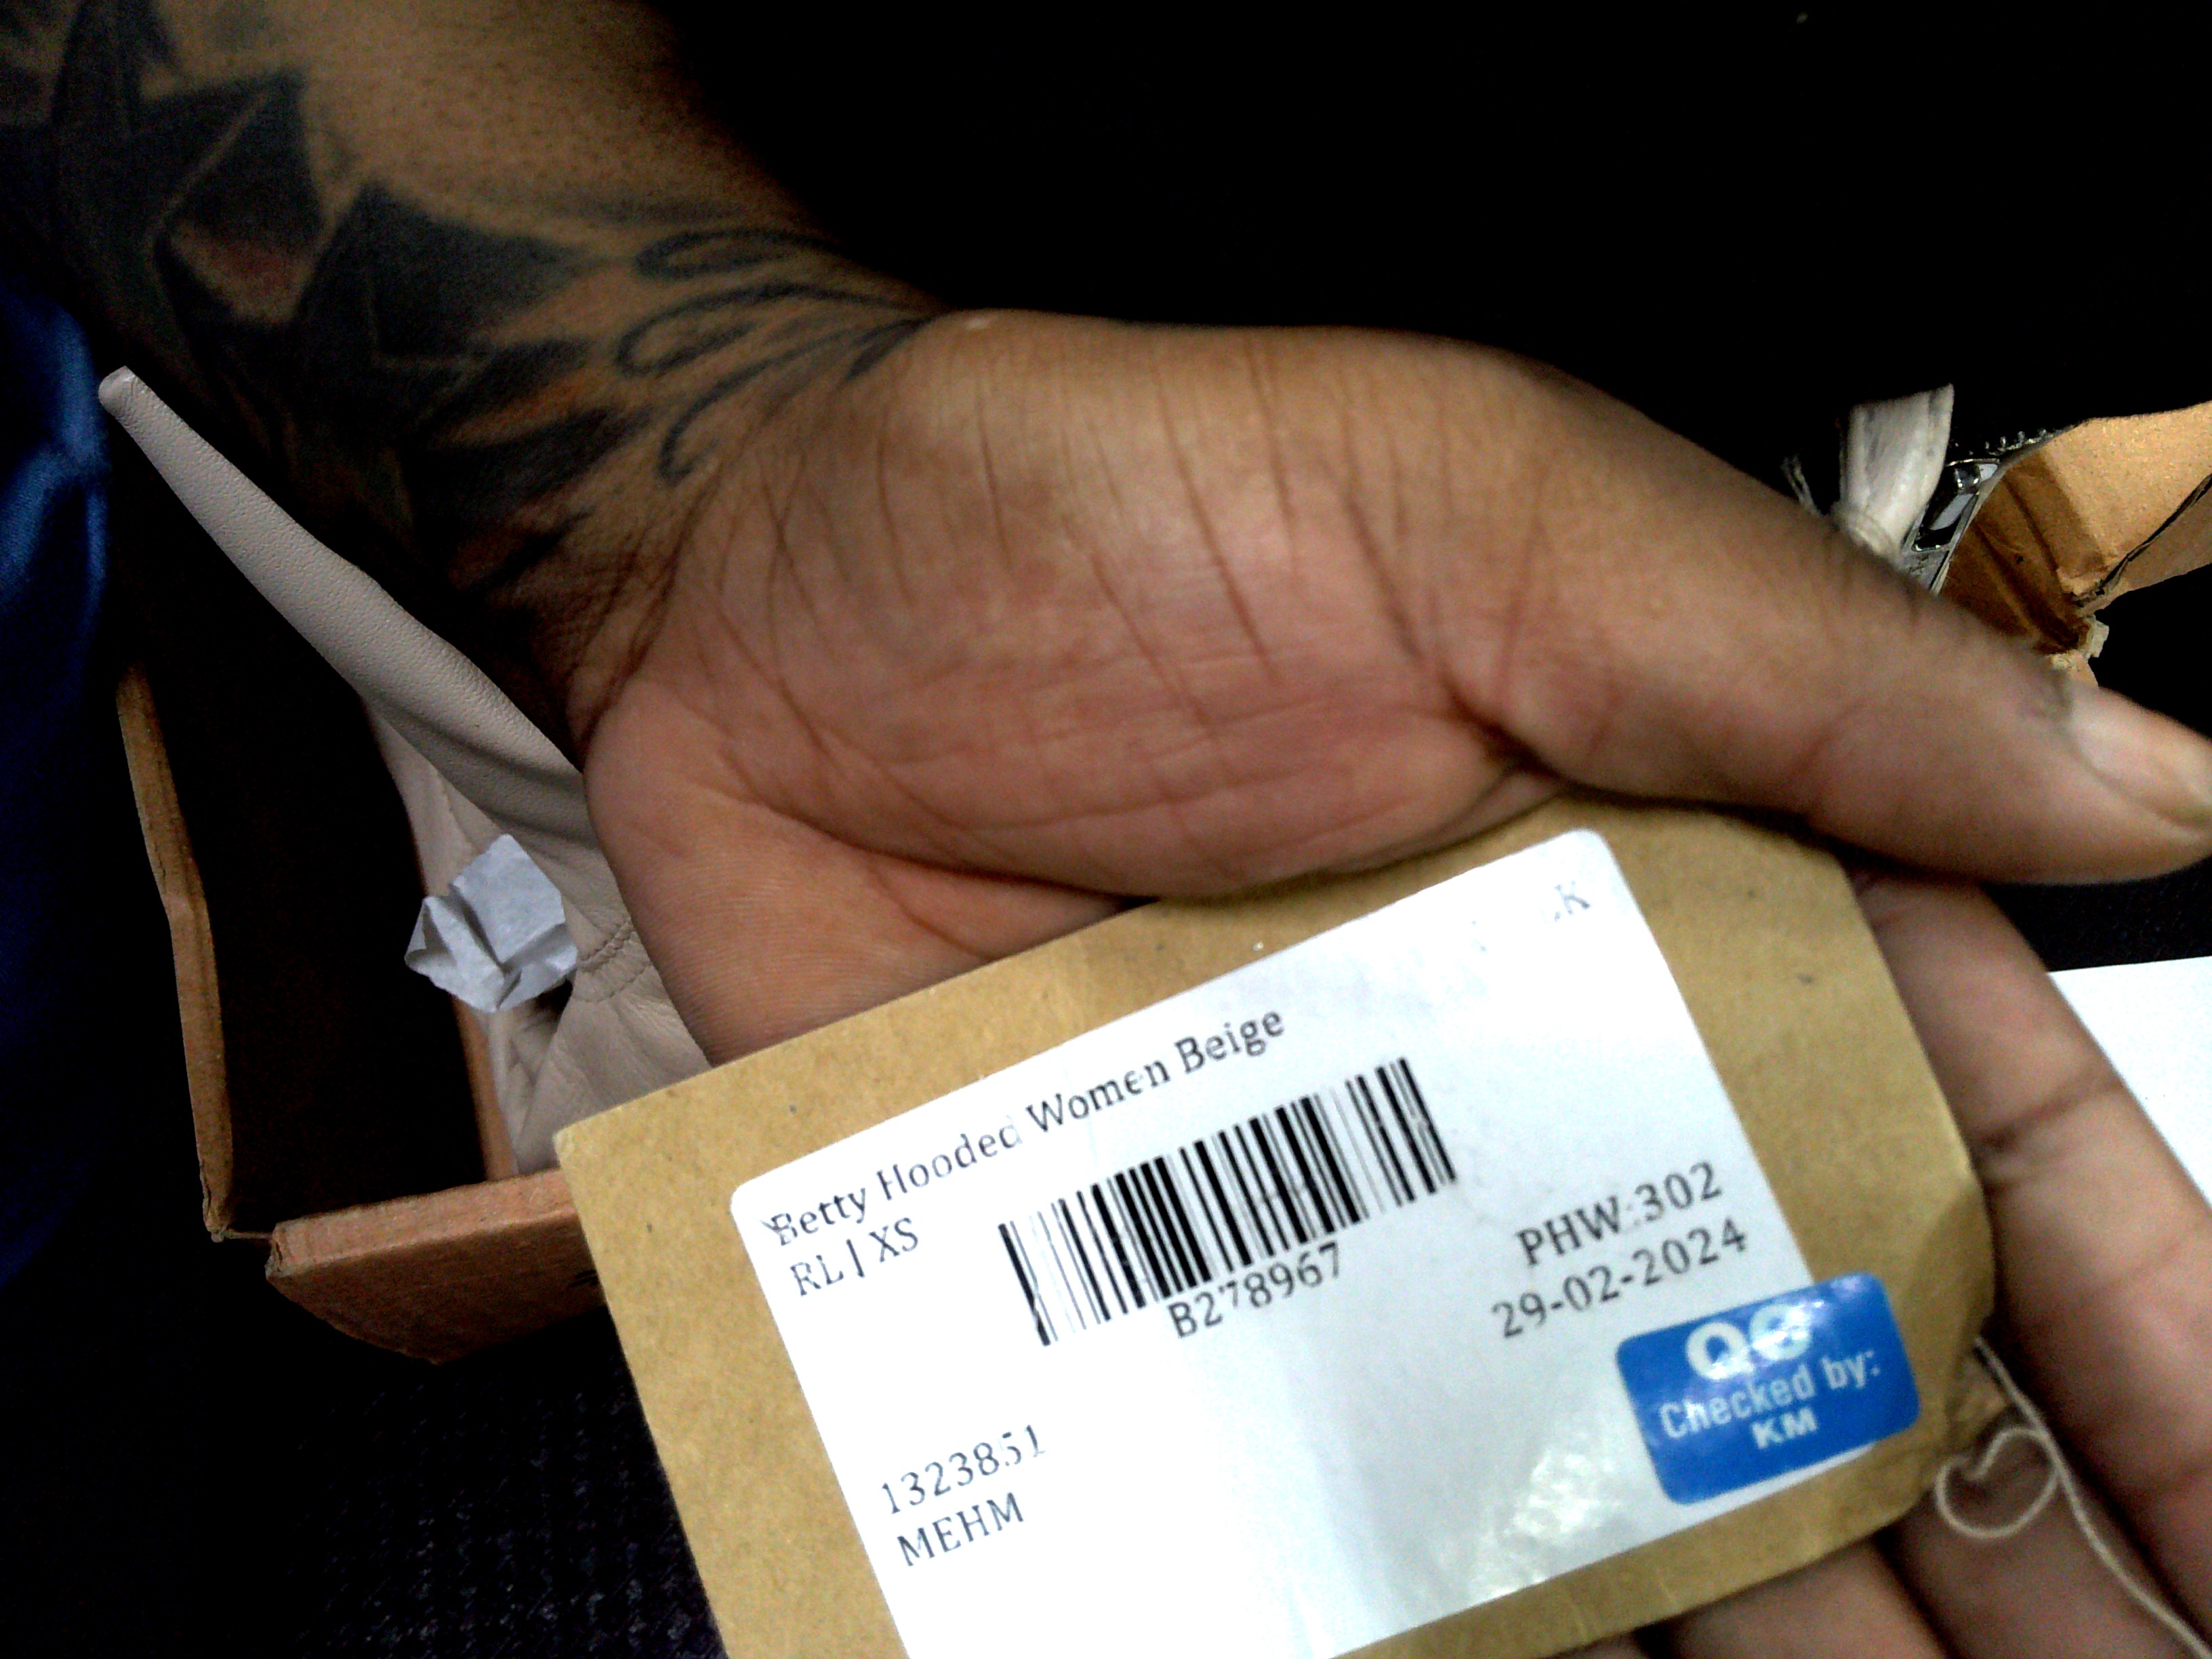 Betty Hooded Women Beige
RL | XS
B278967
PHW:302
29-02-2024
1323851
MEHM
QC
Checked by:
KM